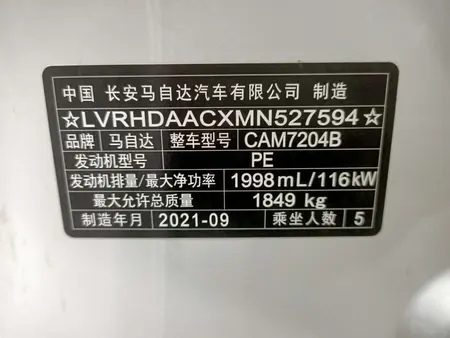 中国 长安马自达汽车有限公司 制造
☆LVRHDAACXMN527594☆
品牌 马自达 整车型号 CAM7204B
发动机型号 PE
发动机排量/最大净功率 1998mL/116kW
最大允许总质量 1849 kg
制造年月 2021-09 乘坐人数 5